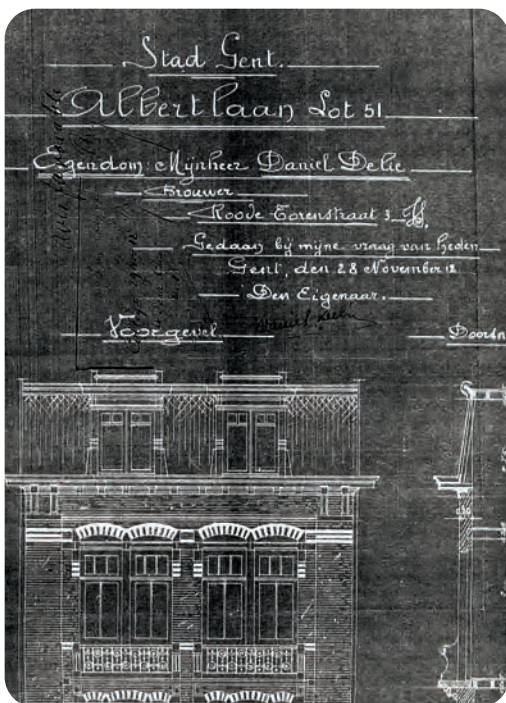 Stad Gent.
Albertlaan Lot 51
Eigendom: Mijnheer Daniel Delie
Brouwer
Roode Torenstraat 3
Gedaan bij mijne vraag van heden
Gent, den 28 November 12
Den Eigenaar.
Voorgevel. Doorsn